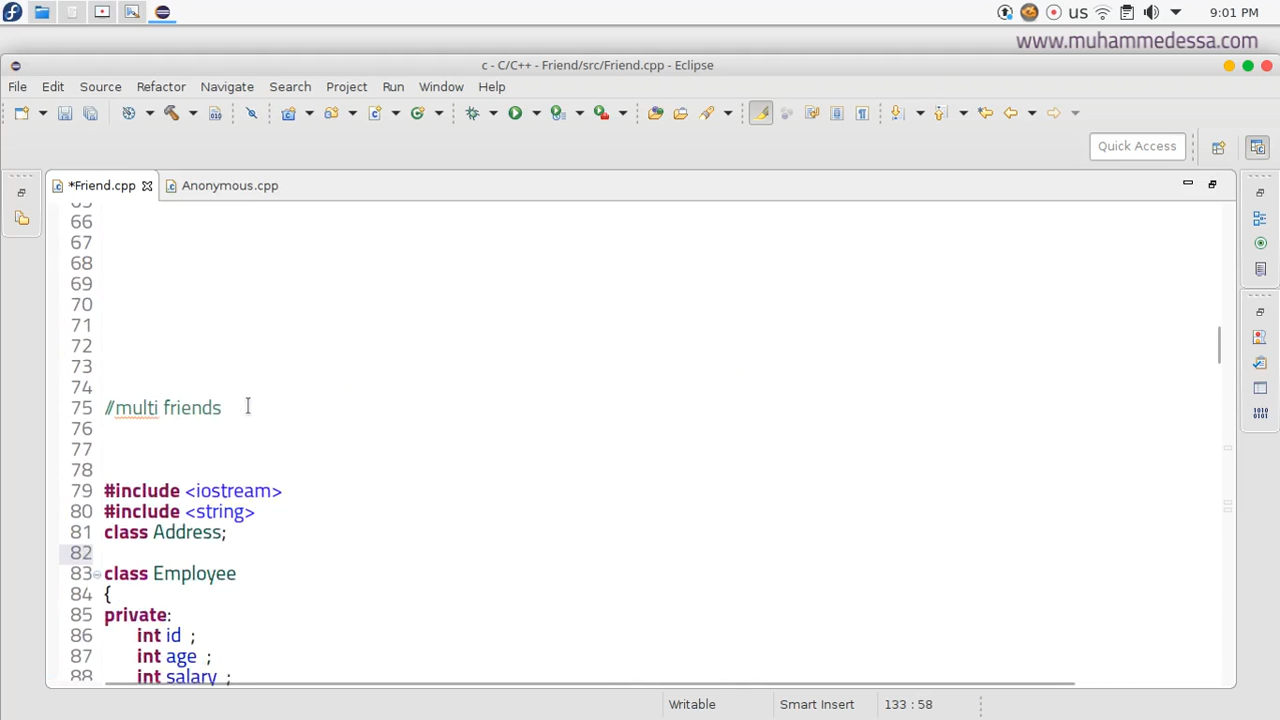 us
9:01 PM
www.muhammedessa.com
c - C/C++ - Friend/src/Friend.cpp - Eclipse
File Edit Source Refactor Navigate Search Project Run Window Help
Quick Access
*Friend.cpp Anonymous.cpp
65
66
67
68
69
70
71
72
73
74
75 //multi friends
76
77
78
79 #include <iostream>
80 #include <string>
81 class Address;
82
83 class Employee
84 {
85 private:
86 int id ;
87 int age ;
88 int salary ;
Writable Smart Insert 133 : 58